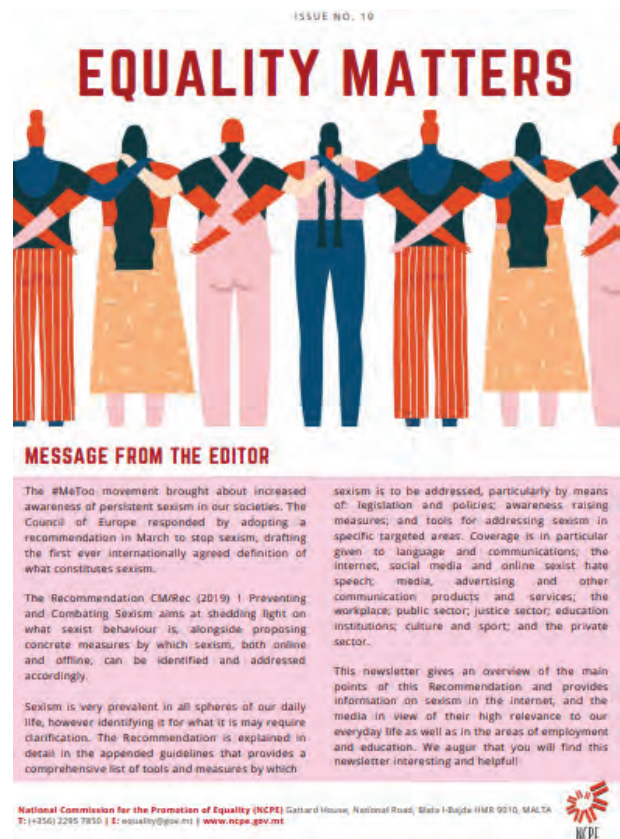 ISSUE NO. 10
EQUALITY MATTERS
MESSAGE FROM THE EDITOR
The #MeToo movement brought about increased
awareness of persistent sexism in our societies. The
Council of Europe responded by adopting a
recommendation in March to stop sexism, drafting
the first ever internationally agreed definition of
what constitutes sexism.
The Recommendation CM/Rec (2019) 1 Preventing
and Combating Sexism aims at shedding light on
what sexist behaviour is, alongside proposing
concrete measures by which sexism, both online
and offline, can be identified and addressed
accordingly.
Sexism is very prevalent in all spheres of our daily
life, however identifying it for what it is may require
clarification. The Recommendation is explained in
detail in the appended guidelines that provides a
comprehensive list of tools and measures by which
sexism is to be addressed, particularly by means
of: legislation and policies; awareness raising
measures; and tools for addressing sexism in
specific targeted areas. Coverage is in particular
given to language and communications; the
internet, social media and online sexist hate
speech; media, advertising and other
communication products and services; the
workplace; public sector; justice sector; education
institutions; culture and sport; and the private
sector.
This newsletter gives an overview of the main
points of this Recommendation and provides
information on sexism in the internet, and the
media in view of their high relevance to our
everyday life as well as in the areas of employment
and education. We augur that you will find this
newsletter interesting and helpful!
National Commission for the Promotion of Equality (NCPE) Gattard House, National Road, Blata l-Bajda HMR 9010, MALTA
T: (+356) 2295 7850 | E: equality@gov.mt | www.ncpe.gov.mt
NCPE